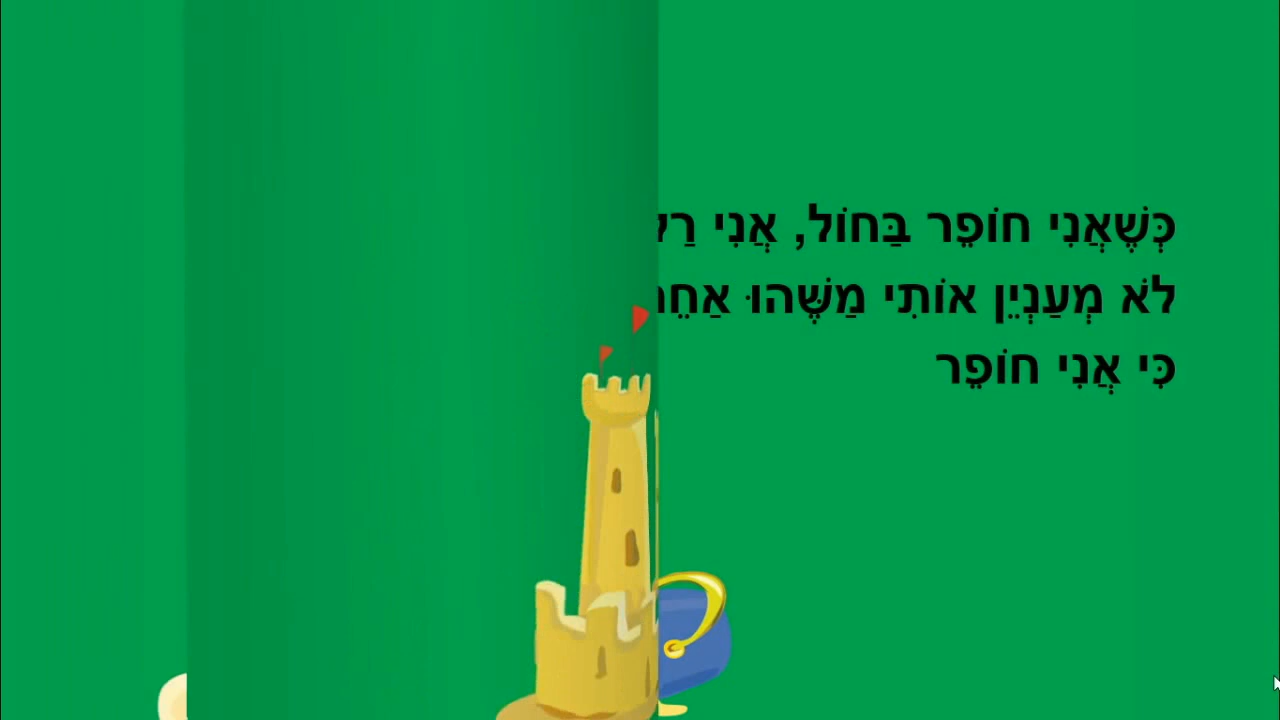 כְּשֶׁאֲנִי חוֹפֵר בַּחוֹל, אֲנִי
לֹא מְעַנְיֵן אוֹתִי מַשֶּׁהוּ
כִּי אֲנִי חוֹפֵר